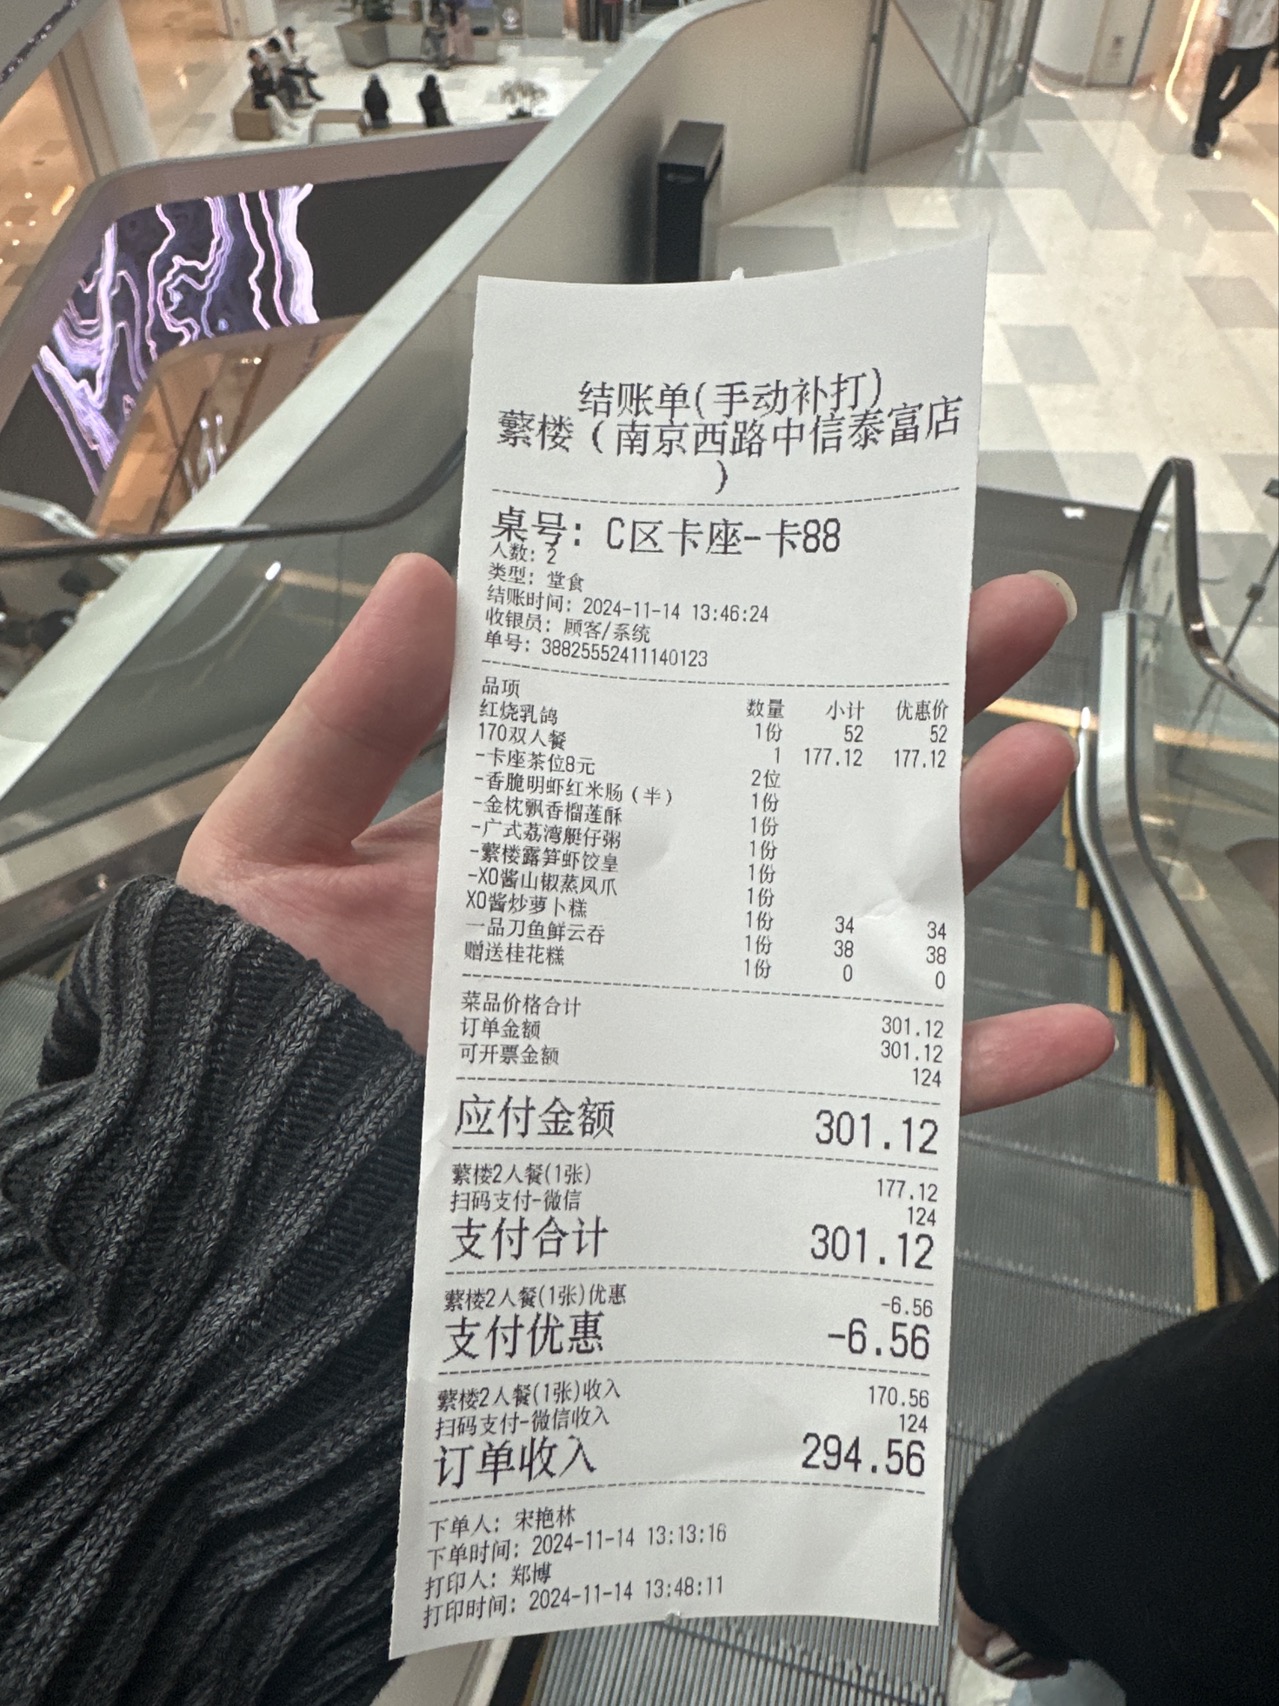 结账单(手动补打)
蘩楼（南京西路中信泰富店
）
桌号: C区卡座-卡88
人数: 2
类型: 堂食
结账时间: 2024-11-14 13:46:24
收银员: 顾客/系统
单号: 38825552411140123
品项 数量 小计 优惠价
红烧乳鸽 1份 52 52
170双人餐 1 177.12 177.12
-卡座茶位8元 2位
-香脆明虾红米肠（半） 1份
-金枕飘香榴莲酥 1份
-广式荔湾艇仔粥 1份
-蘩楼露笋虾饺皇 1份
-XO酱山椒蒸凤爪 1份
XO酱炒萝卜糕 1份 34 34
一品刀鱼鲜云吞 1份 38 38
赠送桂花糕 1份 0 0
菜品价格合计 301.12
订单金额 301.12
可开票金额 124
应付金额 301.12
蘩楼2人餐(1张) 177.12
扫码支付-微信 124
支付合计 301.12
蘩楼2人餐(1张)优惠 -6.56
支付优惠 -6.56
蘩楼2人餐(1张)收入 170.56
扫码支付-微信收入 124
订单收入 294.56
下单人: 宋艳林
下单时间: 2024-11-14 13:13:16
打印人: 郑博
打印时间: 2024-11-14 13:48:11